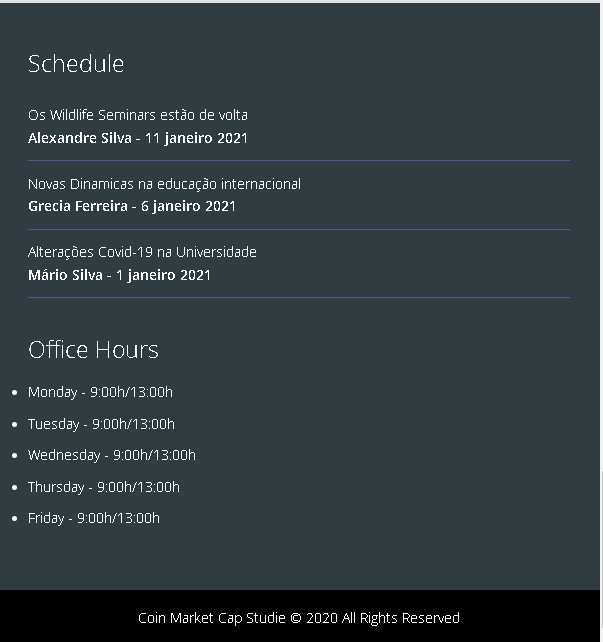 Schedule
Os Wildlife Seminars estão de volta
Alexandre Silva - 11 janeiro 2021
Novas Dinamicas na educação internacional
Grecia Ferreira - 6 janeiro 2021
Alterações Covid-19 na Universidade
Mário Silva - 1 janeiro 2021
Office Hours
Monday - 9:00h/13:00h
Tuesday - 9:00h/13:00h
Wednesday - 9:00h/13:00h
Thursday - 9:00h/13:00h
Friday - 9:00h/13:00h
Coin Market Cap Studie © 2020 All Rights Reserved